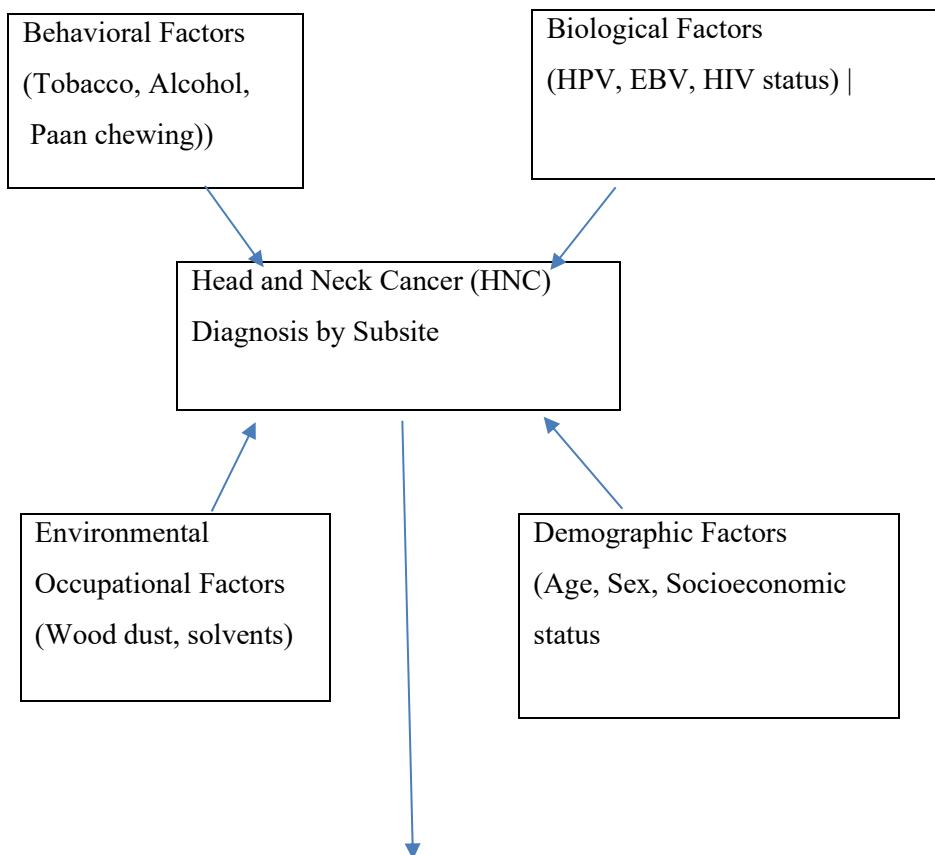 Behavioral Factors
(Tobacco, Alcohol,
Paan chewing))
Biological Factors
(HPV, EBV, HIV status) |
Head and Neck Cancer (HNC)
Diagnosis by Subsite
Environmental
Occupational Factors
(Wood dust, solvents)
Demographic Factors
(Age, Sex, Socioeconomic
status